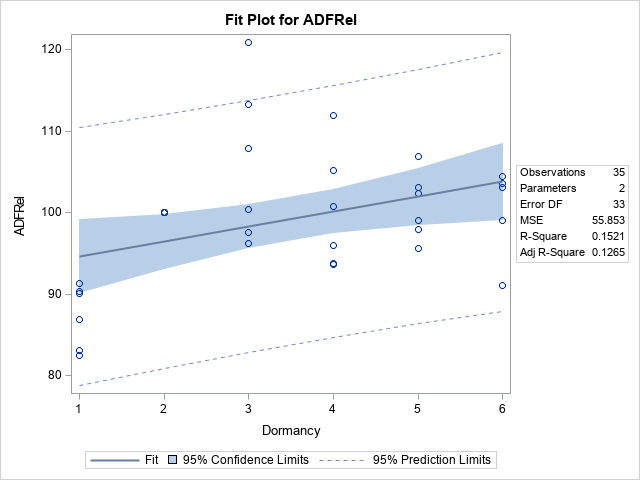 Fit Plot for ADFRel
120
110
100
90
80
ADFRel
1 2 3 4 5 6
Dormancy
Observations 35
Parameters 2
Error DF 33
MSE 55.853
R-Square 0.1521
Adj R-Square 0.1265
Fit 95% Confidence Limits 95% Prediction Limits